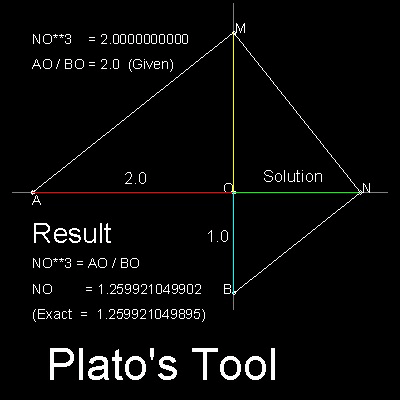 NO**3 = 2.0000000000
AO / BO = 2.0 (Given)
M
2.0
Solution
A
O
N
Result
1.0
NO**3 = AO / BO
NO = 1.259921049902
B
(Exact = 1.259921049895)
Plato's Tool